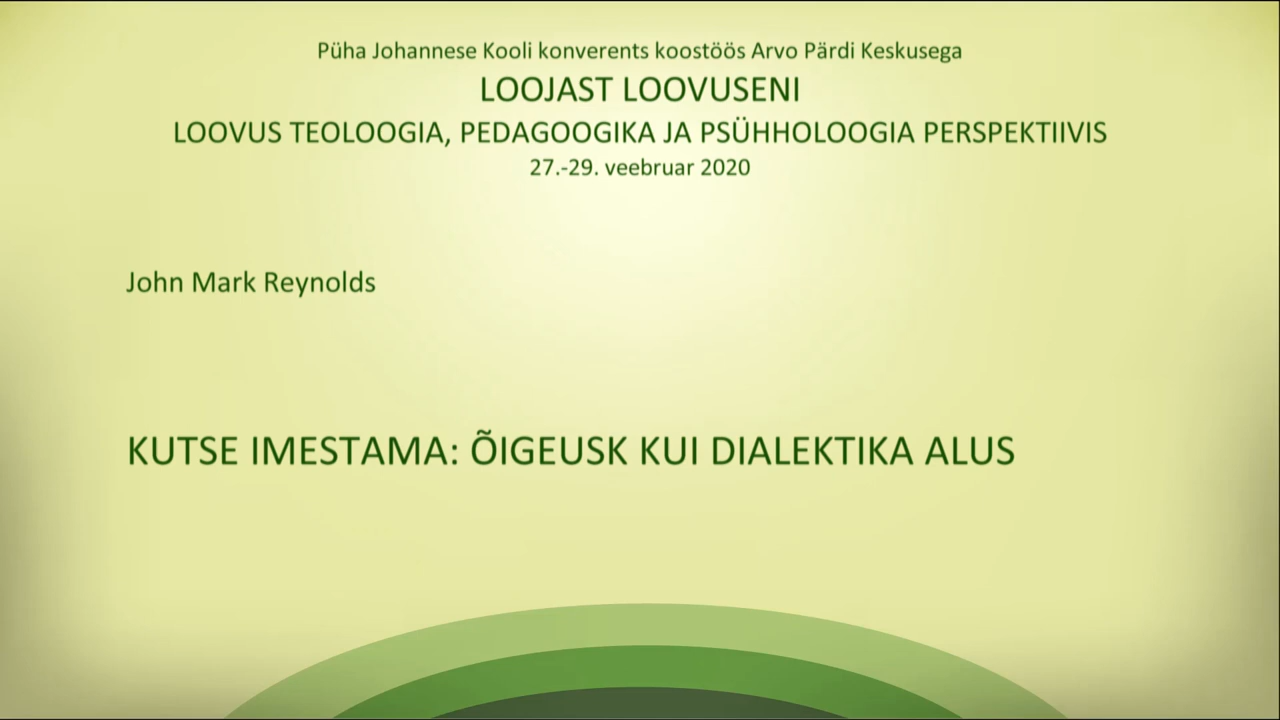 Püha Johannese Kooli konverents koostöös Arvo Pärdi Keskusega
LOOJAST LOOVUSENI
LOOVUS TEOLOOGIA, PEDAGOOGIKA JA PSÜHHOLOOGIA PERSPEKTIIVIS
27.-29. veebruar 2020
John Mark Reynolds
KUTSE IMESTAMA: ÕIGEUSK KUI DIALEKTIKA ALUS